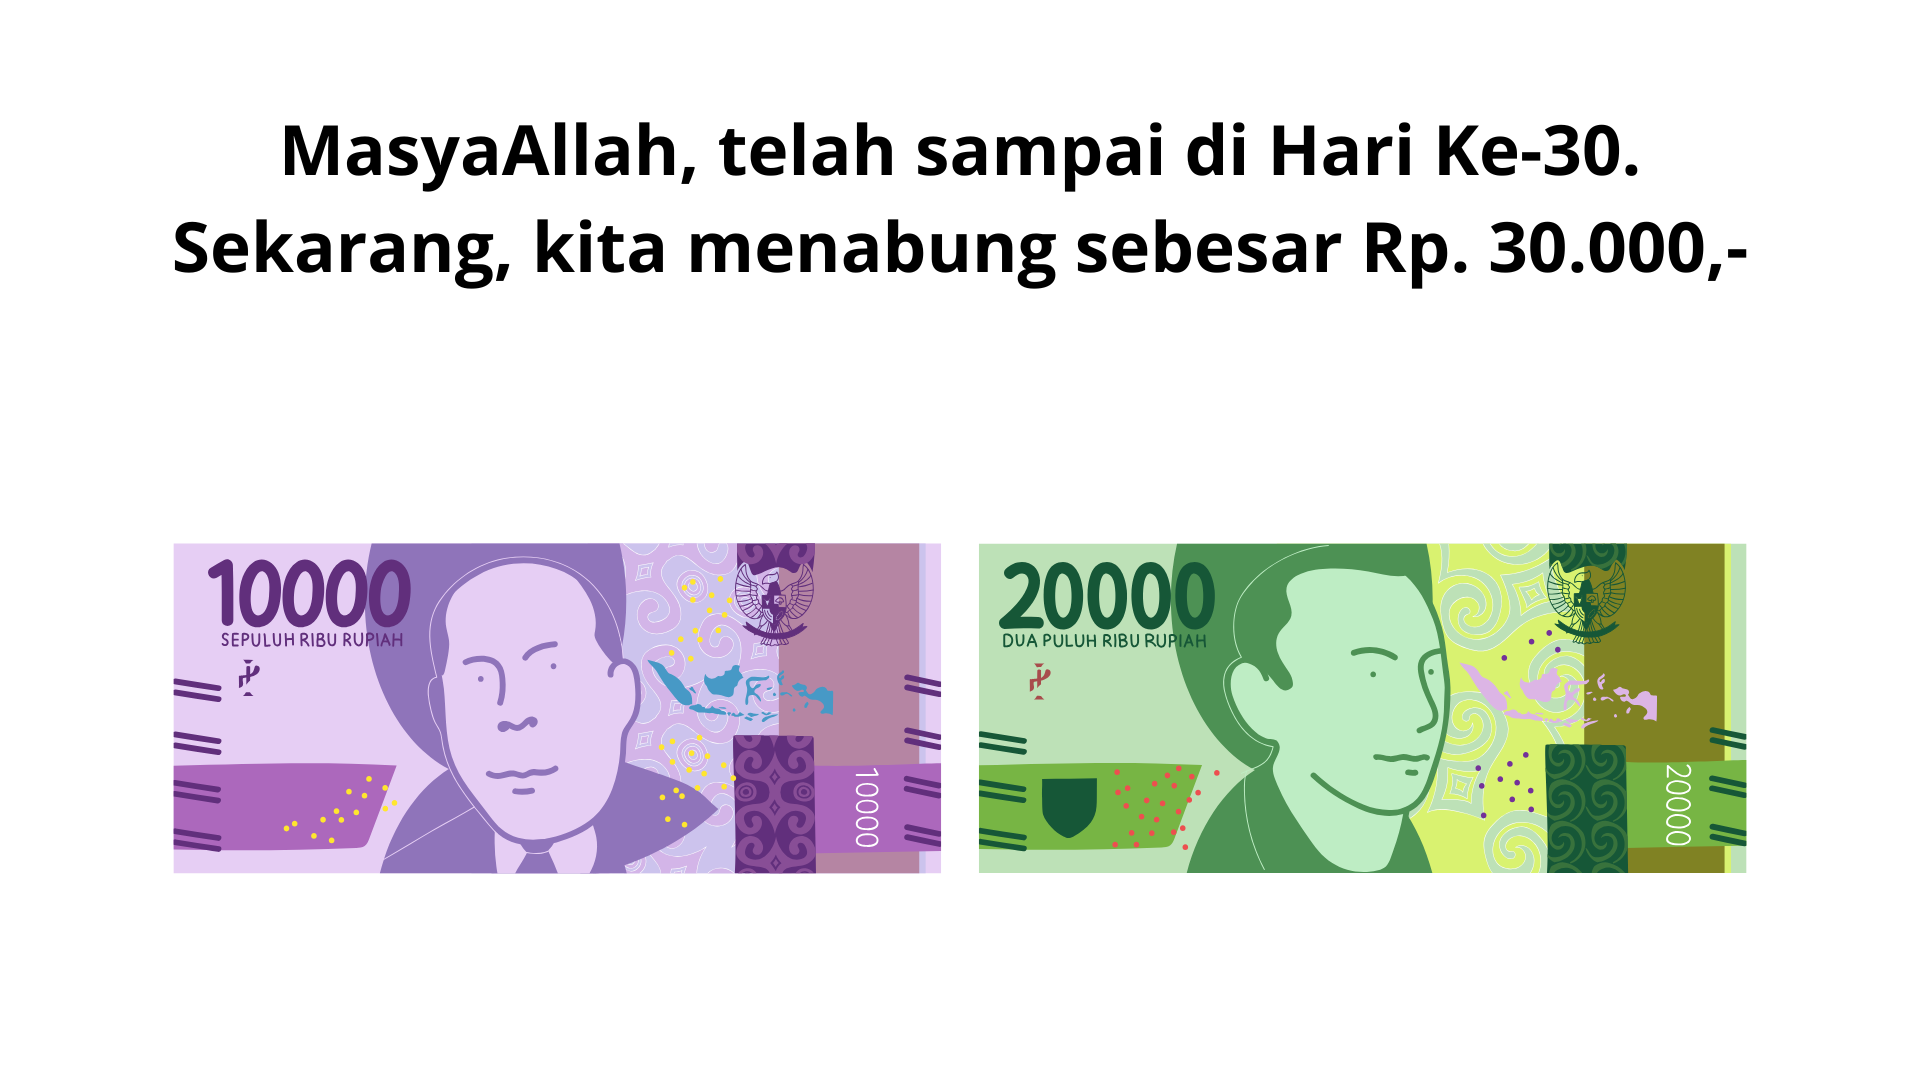 MasyaAllah, telah sampai di Hari Ke-30.
Sekarang, kita menabung sebesar Rp. 30.000,-
10000
SEPULUH RIBU RUPIAH
10000
20000
DUA PULUH RIBU RUPIAH
20000